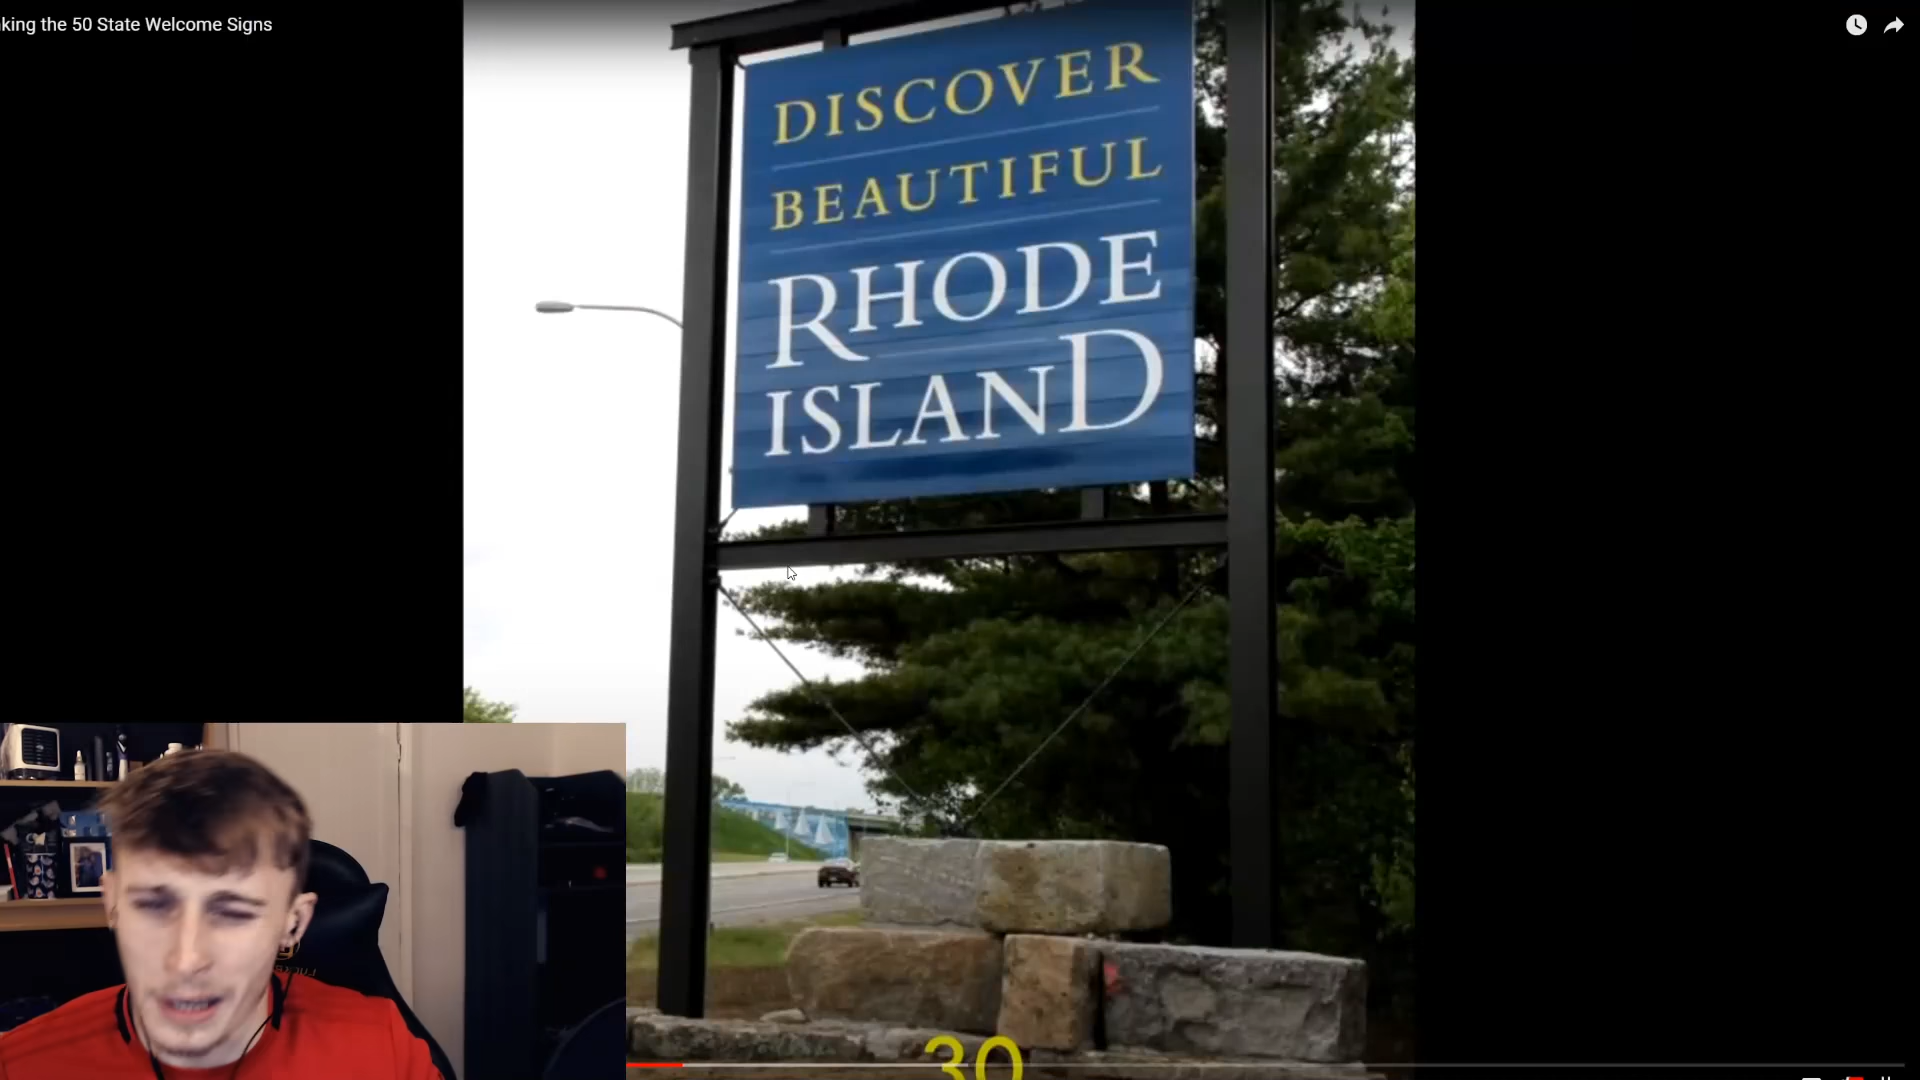 king the 50 State Welcome Signs
DISCOVER
BEAUTIFUL
RHODE
ISLAND
30